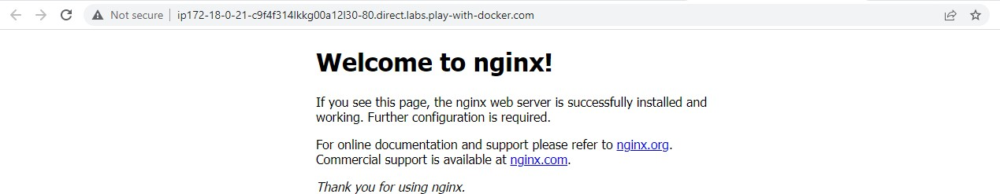 Not secure | ip172-18-0-21-c9f4f314lkkg00a12l30-80.direct.labs.play-with-docker.com
Welcome to nginx!
If you see this page, the nginx web server is successfully installed and
working. Further configuration is required.
For online documentation and support please refer to nginx.org.
Commercial support is available at nginx.com.
Thank you for using nginx.